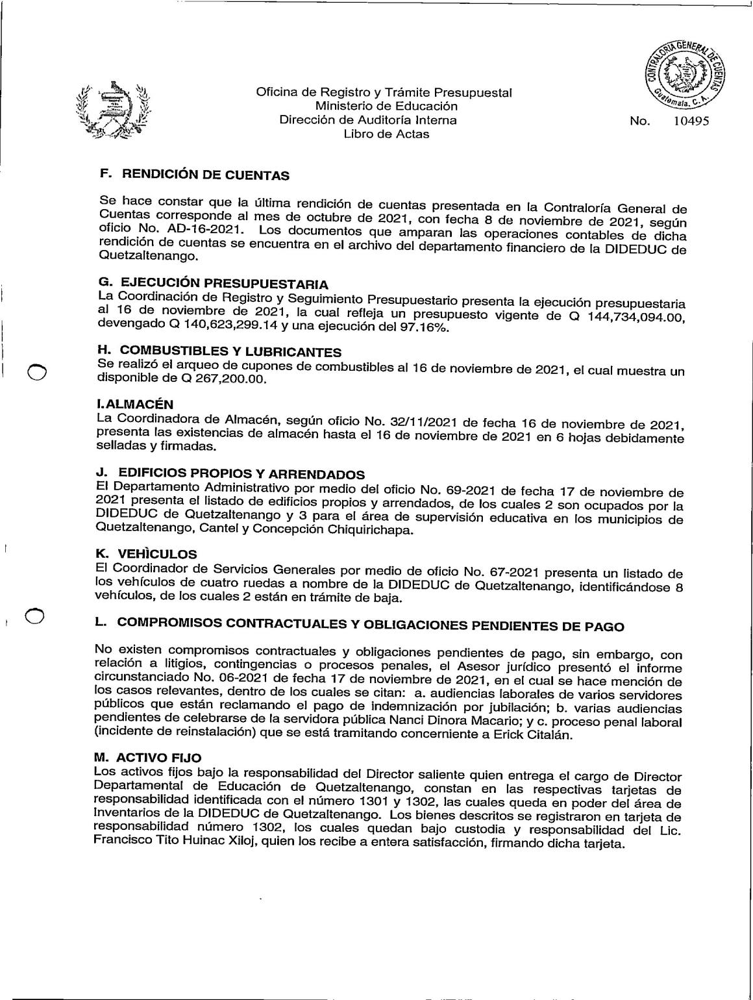 CONTRALORÍA GENERAL DE CUENTAS
Guatemala, C. A.
Oficina de Registro y Trámite Presupuestal
Ministerio de Educación
Dirección de Auditoría Interna
Libro de Actas
No. 10495
F. RENDICIÓN DE CUENTAS
Se hace constar que la última rendición de cuentas presentada en la Contraloría General de
Cuentas corresponde al mes de octubre de 2021, con fecha 8 de noviembre de 2021, según
oficio No. AD-16-2021. Los documentos que amparan las operaciones contables de dicha
rendición de cuentas se encuentra en el archivo del departamento financiero de la DIDEDUC de
Quetzaltenango.
G. EJECUCIÓN PRESUPUESTARIA
La Coordinación de Registro y Seguimiento Presupuestario presenta la ejecución presupuestaria
al 16 de noviembre de 2021, la cual refleja un presupuesto vigente de Q 144,734,094.00,
devengado Q 140,623,299.14 y una ejecución del 97.16%.
H. COMBUSTIBLES Y LUBRICANTES
Se realizó el arqueo de cupones de combustibles al 16 de noviembre de 2021, el cual muestra un
disponible de Q 267,200.00.
I. ALMACÉN
La Coordinadora de Almacén, según oficio No. 32/11/2021 de fecha 16 de noviembre de 2021,
presenta las existencias de almacén hasta el 16 de noviembre de 2021 en 6 hojas debidamente
selladas y firmadas.
J. EDIFICIOS PROPIOS Y ARRENDADOS
El Departamento Administrativo por medio del oficio No. 69-2021 de fecha 17 de noviembre de
2021 presenta el listado de edificios propios y arrendados, de los cuales 2 son ocupados por la
DIDEDUC de Quetzaltenango y 3 para el área de supervisión educativa en los municipios de
Quetzaltenango, Cantel y Concepción Chiquirichapa.
K. VEHÌCULOS
El Coordinador de Servicios Generales por medio de oficio No. 67-2021 presenta un listado de
los vehículos de cuatro ruedas a nombre de la DIDEDUC de Quetzaltenango, identificándose 8
vehículos, de los cuales 2 están en trámite de baja.
L. COMPROMISOS CONTRACTUALES Y OBLIGACIONES PENDIENTES DE PAGO
No existen compromisos contractuales y obligaciones pendientes de pago, sin embargo, con
relación a litigios, contingencias o procesos penales, el Asesor jurídico presentó el informe
circunstanciado No. 06-2021 de fecha 17 de noviembre de 2021, en el cual se hace mención de
los casos relevantes, dentro de los cuales se citan: a. audiencias laborales de varios servidores
públicos que están reclamando el pago de indemnización por jubilación; b. varias audiencias
pendientes de celebrarse de la servidora pública Nanci Dinora Macario; y c. proceso penal laboral
(incidente de reinstalación) que se está tramitando concerniente a Erick Citalán.
M. ACTIVO FIJO
Los activos fijos bajo la responsabilidad del Director saliente quien entrega el cargo de Director
Departamental de Educación de Quetzaltenango, constan en las respectivas tarjetas de
responsabilidad identificada con el número 1301 y 1302, las cuales queda en poder del área de
Inventarios de la DIDEDUC de Quetzaltenango. Los bienes descritos se registraron en tarjeta de
responsabilidad número 1302, los cuales quedan bajo custodia y responsabilidad del Lic.
Francisco Tito Huinac Xiloj, quien los recibe a entera satisfacción, firmando dicha tarjeta.